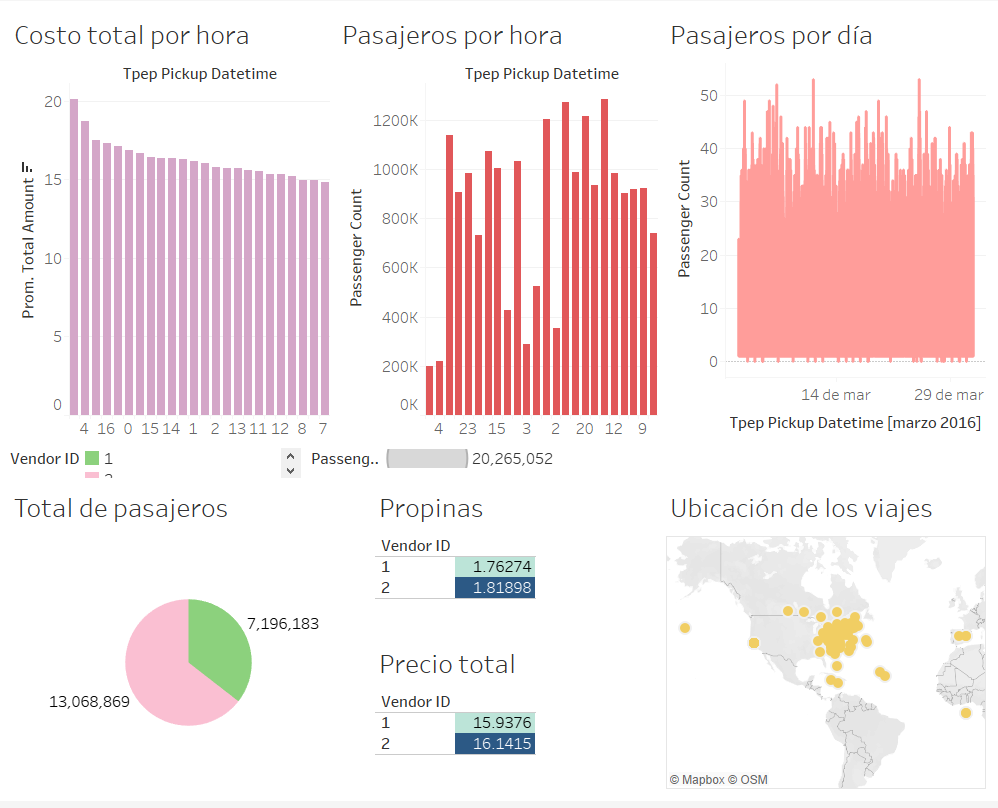 Costo total por hora
Tpep Pickup Datetime
Prom. Total Amount
20
15
10
5
0
4 16 0 15 14 1 2 13 11 12 8 7
Pasajeros por hora
Tpep Pickup Datetime
Passenger Count
1200K
1000K
800K
600K
400K
200K
0K
4 23 15 3 2 20 12 9
Pasajeros por día
Passenger Count
50
40
30
20
10
0
14 de mar 29 de mar
Tpep Pickup Datetime [marzo 2016]
Vendor ID 1
Passeng.. 20,265,052
Total de pasajeros
7,196,183
13,068,869
Propinas
Vendor ID
1 1.76274
2 1.81898
Precio total
Vendor ID
1 15.9376
2 16.1415
Ubicación de los viajes
© Mapbox © OSM